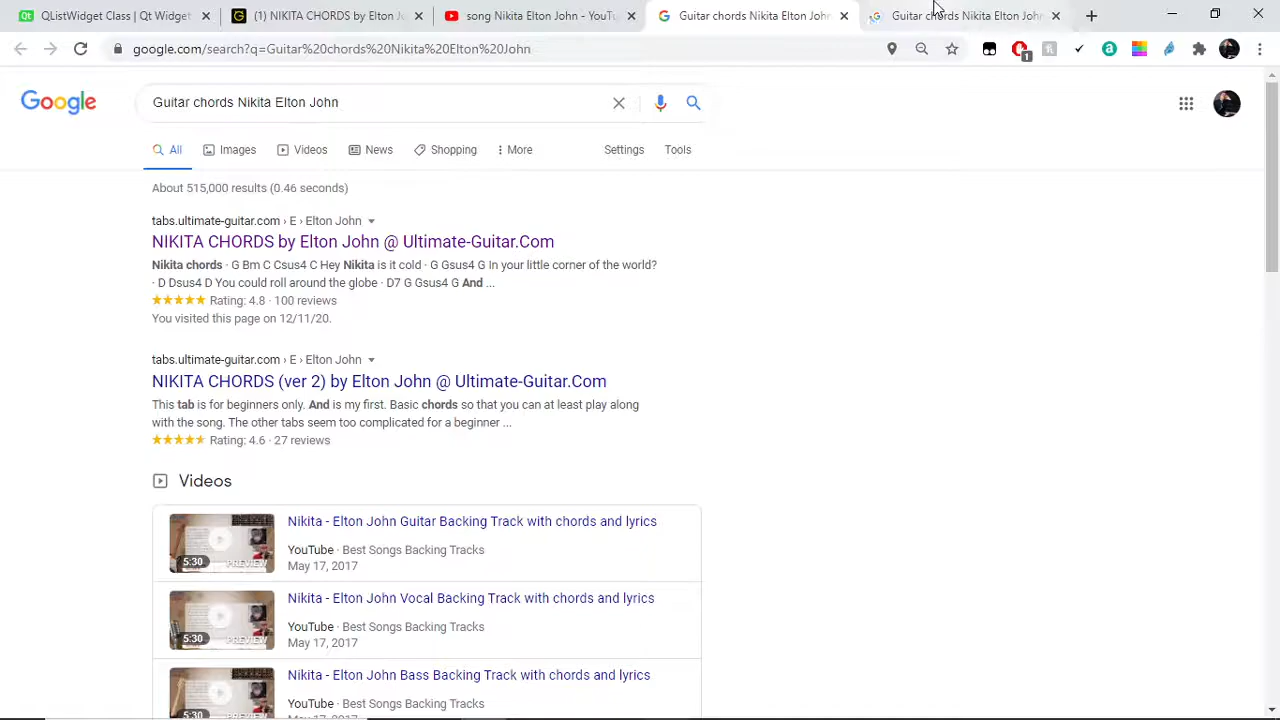 QListWidget Class | Qt
(1) NIKITA CHORDS by Elton J
Nikita Elton John - YouTu
Guitar chords Nikita Elton John
Guitar chords Nikita Elton John
google.com/search?q=Guitar%20chords%20Nikita%20Elton%20John
1
Google
Guitar chords Nikita Elton John
All
Images
Videos
News
Shopping
More
Settings
Tools
About 515,000 results (0.46 seconds)
tabs.ultimate-guitar.com › E › Elton John
NIKITA CHORDS by Elton John @ Ultimate-Guitar.Com
Nikita chords · G Bm C Csus4 C Hey Nikita is it cold · G Gsus4 G In your little corner of the world?
· D Dsus4 D You could roll around the globe · D7 G Gsus4 G And ...
Rating: 4.8 · 100 reviews
You visited this page on 12/11/20.
tabs.ultimate-guitar.com › E › Elton John
NIKITA CHORDS (ver 2) by Elton John @ Ultimate-Guitar.Com
This tab is for beginners only. And is my first. Basic chords so that you can at least play along
with the song. The other tabs seem too complicated for a beginner ...
Rating: 4.6 · 27 reviews
Videos
Nikita - Elton John Guitar Backing Track with chords and lyrics
YouTube · Best Songs Backing Tracks
May 17, 2017
5:30
PREVIEW
Nikita - Elton John Vocal Backing Track with chords and lyrics
YouTube · Best Songs Backing Tracks
May 17, 2017
5:30
PREVIEW
Nikita - Elton John Bass Backing Track with chords and lyrics
YouTube · Best Songs Backing Tracks
May 17, 2017
5:30
PREVIEW